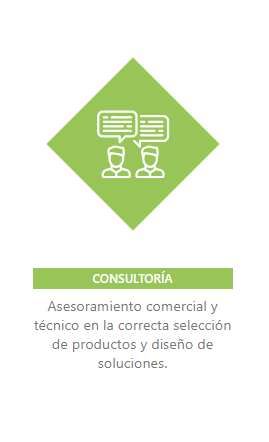 CONSULTORÍA
Asesoramiento comercial y
técnico en la correcta selección
de productos y diseño de
soluciones.